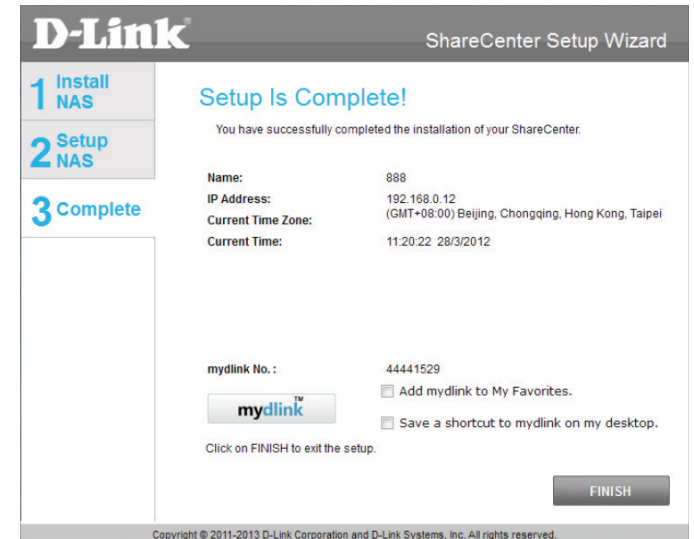 D-Link®
ShareCenter Setup Wizard
1 Install NAS
2 Setup NAS
3 Complete
Setup Is Complete!
You have successfully completed the installation of your ShareCenter.
Name: 888
IP Address: 192.168.0.12
Current Time Zone: (GMT+08:00) Beijing, Chongqing, Hong Kong, Taipei
Current Time: 11:20:22 28/3/2012
mydlink No. : 44441529
mydlink™
Add mydlink to My Favorites.
Save a shortcut to mydlink on my desktop.
Click on FINISH to exit the setup.
FINISH
Copyright © 2011-2013 D-Link Corporation and D-Link Systems, Inc. All rights reserved.